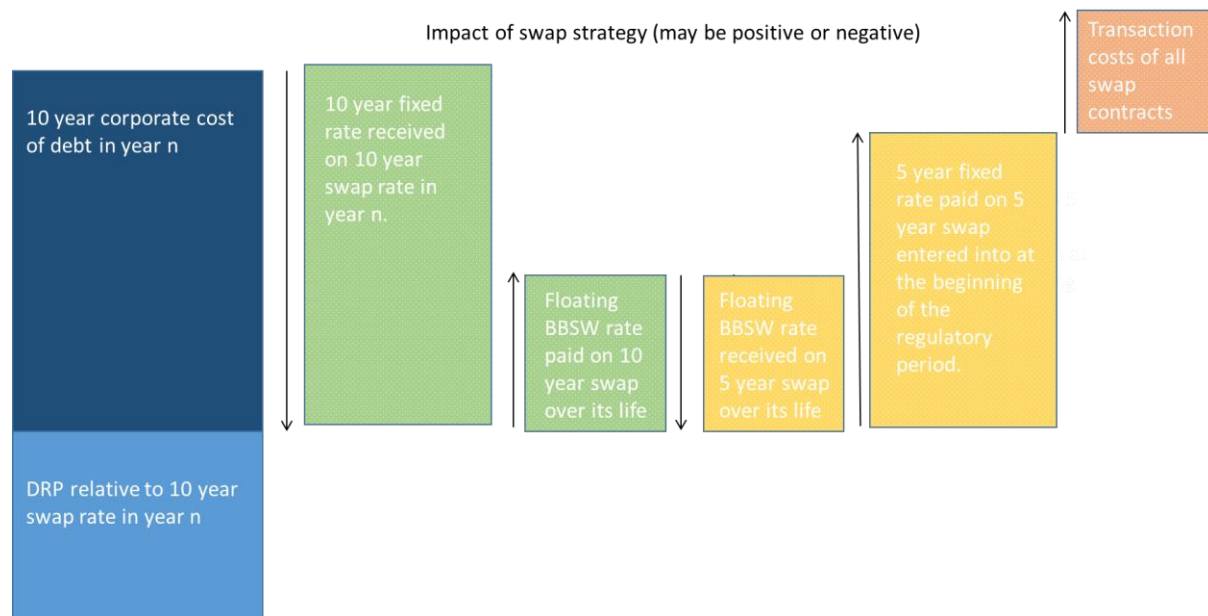 Impact of swap strategy (may be positive or negative)
10 year corporate cost
of debt in year n
DRP relative to 10 year
swap rate in year n
10 year fixed
rate received
on 10 year
swap rate in
year n.
Floating
BBSW rate
paid on 10
year swap
over its life
Floating
BBSW rate
received on
5 year swap
over its life
5 year fixed
rate paid on 5
year swap
entered into at
the beginning
of the
regulatory
period.
Transaction
costs of all
swap
contracts